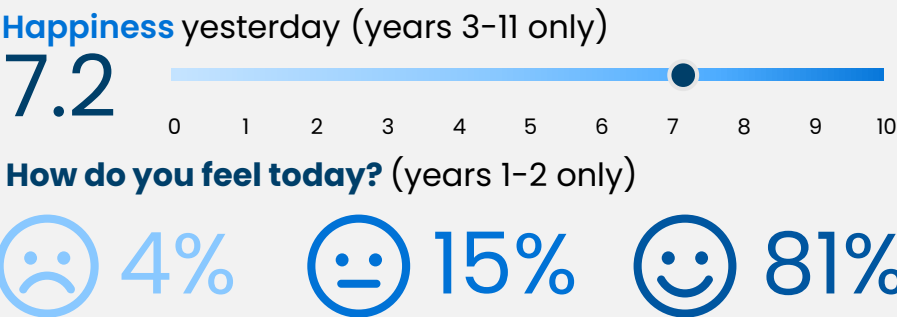 Happiness yesterday (years 3-11 only)
7.2
0 1 2 3 4 5 6 7 8 9 10
How do you feel today? (years 1-2 only)
4% 15% 81%